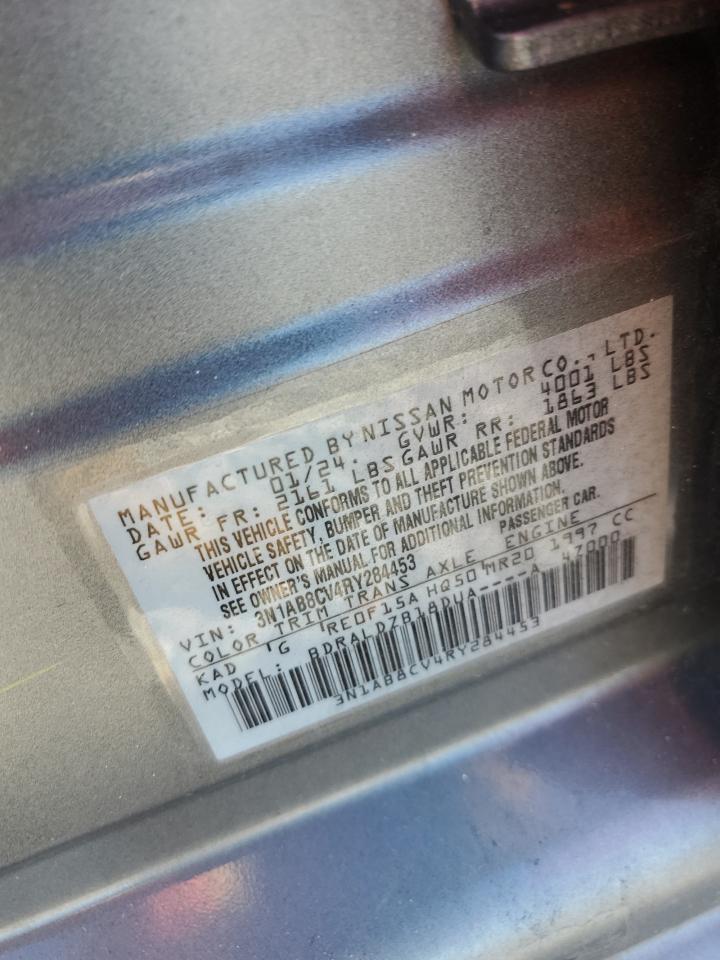 MANUFACTURED BY NISSAN MOTOR CO., LTD.
DATE: 01/24. GVWR: 4001 LBS
GAWR FR: 2161 LBS GAWR RR: 1863 LBS
THIS VEHICLE CONFORMS TO ALL APPLICABLE FEDERAL MOTOR
VEHICLE SAFETY, BUMPER AND THEFT PREVENTION STANDARDS
IN EFFECT ON THE DATE OF MANUFACTURE SHOWN ABOVE.
SEE OWNER'S MANUAL FOR ADDITIONAL INFORMATION.
VIN: 3N1AB8CV4RY284453 PASSENGER CAR.
COLOR TRIM TRANS AXLE ENGINE
KAD G RE0F15A HQ50 MR20 1997 CC
MODEL: BDRALDZB18DUA----A 47000
3N1AB8CV4RY284453